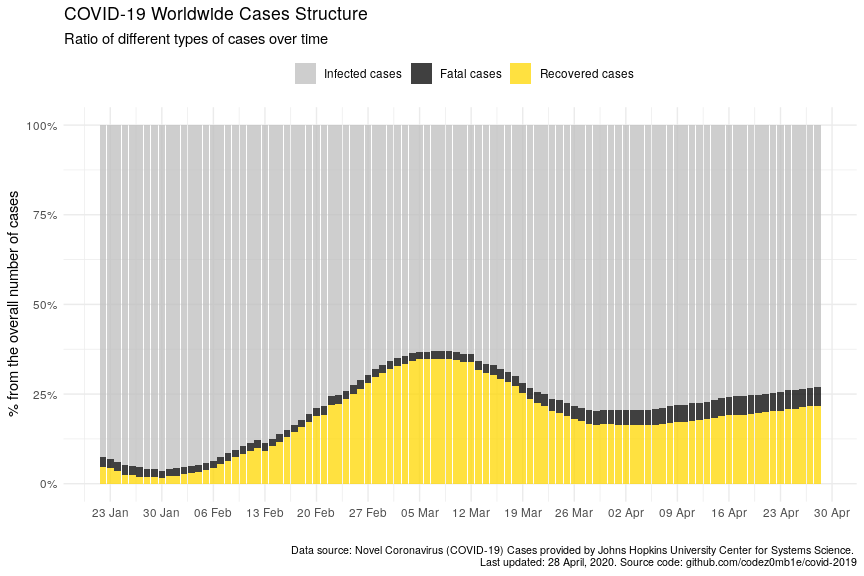 COVID-19 Worldwide Cases Structure
Ratio of different types of cases over time
Infected cases Fatal cases Recovered cases
% from the overall number of cases
100%
75%
50%
25%
0%
23 Jan 30 Jan 06 Feb 13 Feb 20 Feb 27 Feb 05 Mar 12 Mar 19 Mar 26 Mar 02 Apr 09 Apr 16 Apr 23 Apr 30 Apr
Data source: Novel Coronavirus (COVID-19) Cases provided by Johns Hopkins University Center for Systems Science.
Last updated: 28 April, 2020. Source code: github.com/codez0mb1e/covid-2019